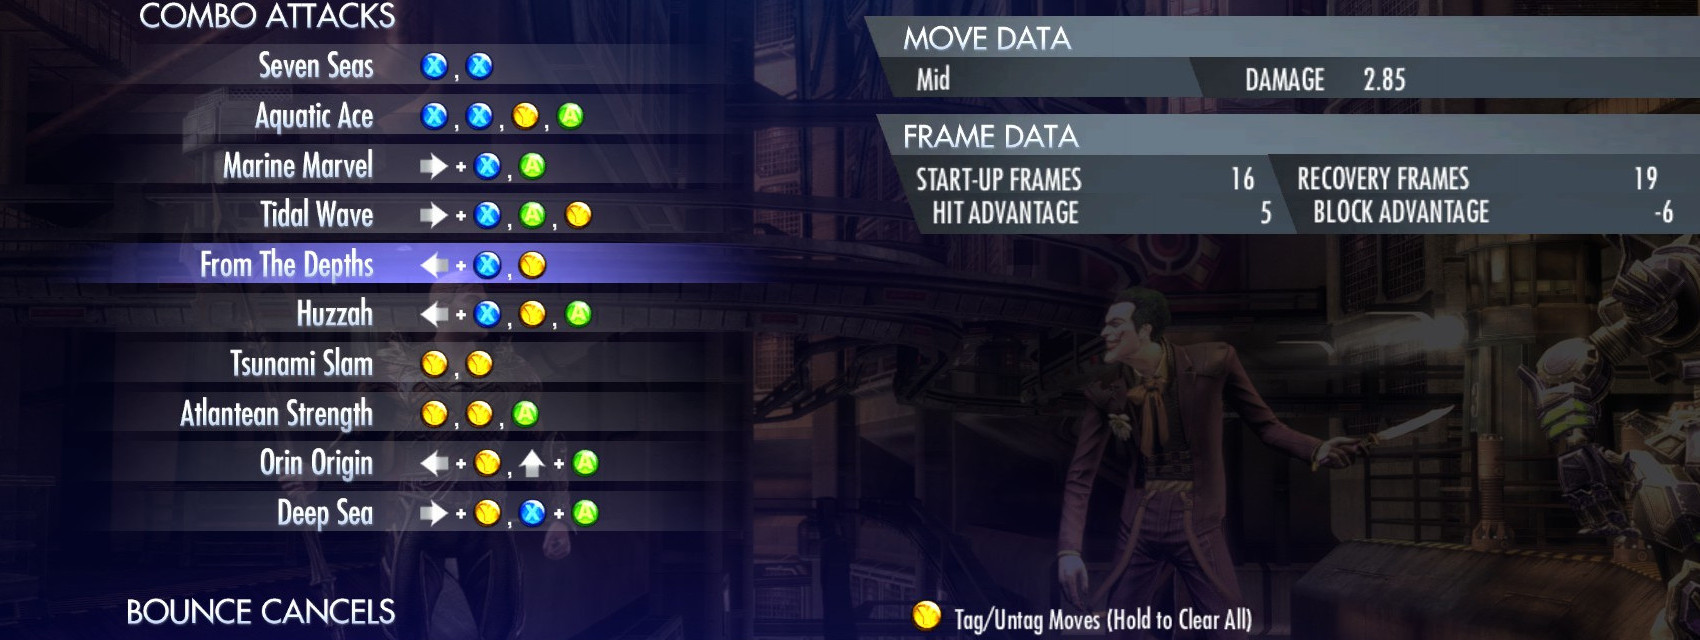 COMBO ATTACKS
Seven Seas X , X
Aquatic Ace X , X , Y , A
Marine Marvel + X , A
Tidal Wave + X , A , Y
From The Depths + X , Y
Huzzah + X , Y , A
Tsunami Slam Y , Y
Atlantean Strength Y , Y , A
Orin Origin + Y , + A
Deep Sea + Y , X + A
BOUNCE CANCELS
MOVE DATA
Mid DAMAGE 2.85
FRAME DATA
START-UP FRAMES 16 RECOVERY FRAMES 19
HIT ADVANTAGE 5 BLOCK ADVANTAGE -6
Y Tag/Untag Moves (Hold to Clear All)